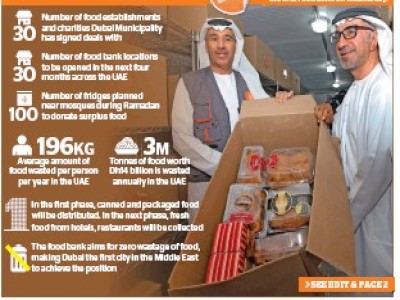 30
Number of food establishments
and charities Dubai Municipality
has signed deals with
30
Number of food bank locations
to be opened in the next four
months across the UAE
100
Number of fridges planned
near mosques during Ramadan
to donate surplus food
196KG
Average amount of
food wasted per person
per year in the UAE
3M
Tonnes of food worth
Dh14 billion is wasted
annually in the UAE
In the first phase, canned and packaged food
will be distributed. In the next phase, fresh
food from hotels, restaurants will be collected
The food bank aims for zero wastage of food,
making Dubai the first city in the Middle East
to achieve the position
> SEE EDIT & PAGE 2